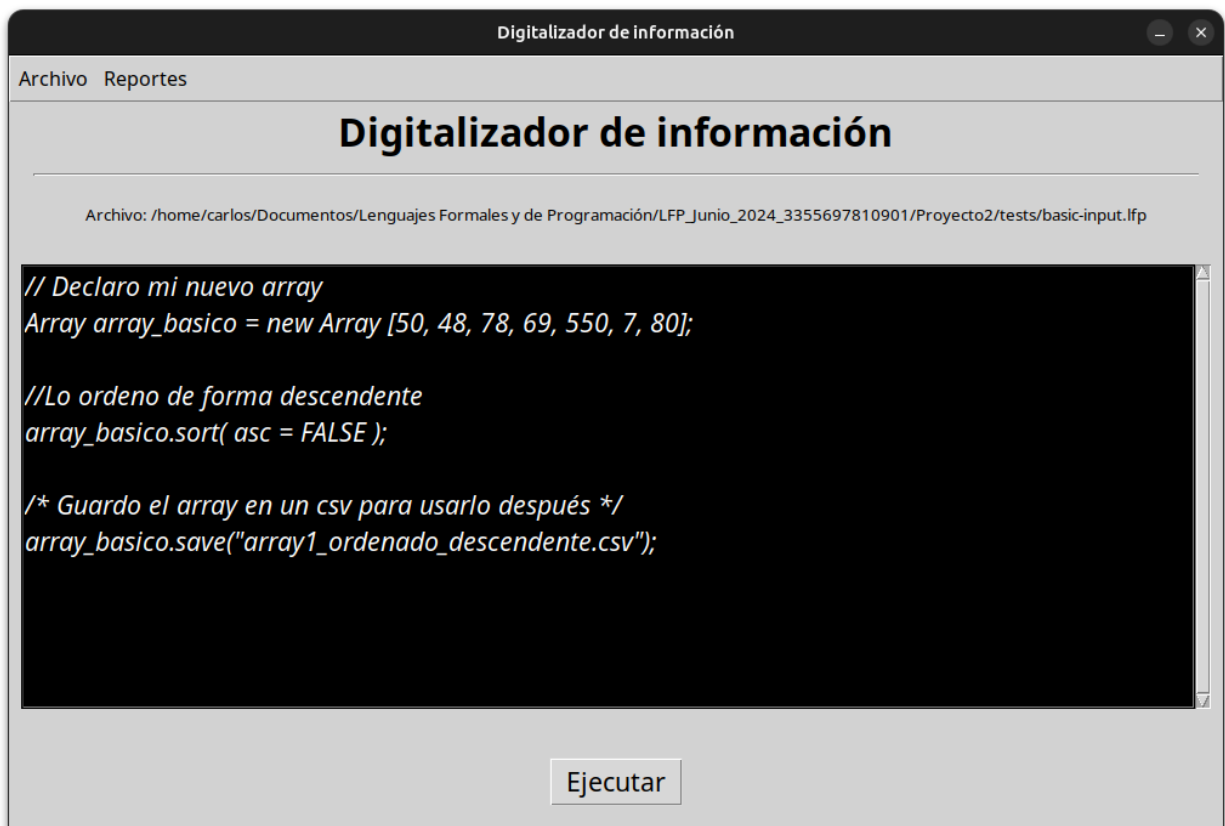 Digitalizador de información
Archivo Reportes
Digitalizador de información
Archivo: /home/carlos/Documentos/Lenguajes Formales y de Programación/LFP_Junio_2024_3355697810901/Proyecto2/tests/basic-input.lfp
// Declaro mi nuevo array
Array array_basico = new Array [50, 48, 78, 69, 550, 7, 80];
//Lo ordeno de forma descendente
array_basico.sort( asc = FALSE );
/* Guardo el array en un csv para usarlo después */
array_basico.save("array1_ordenado_descendente.csv");
Ejecutar